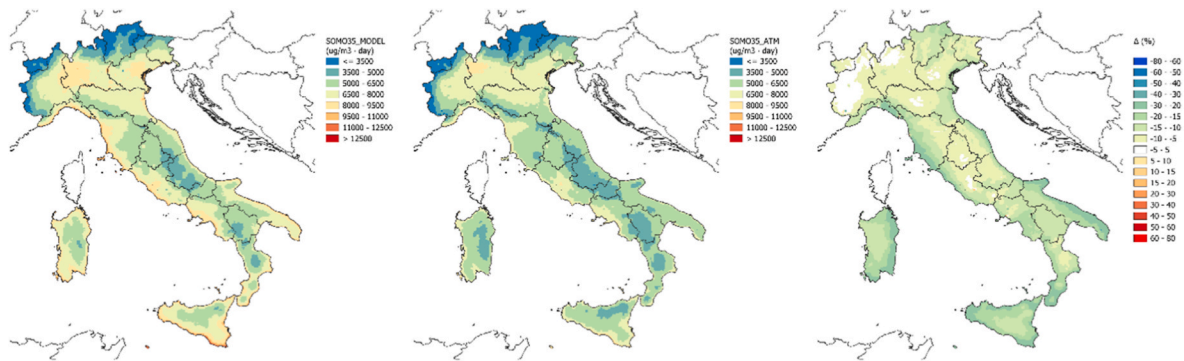 SOMO35_MODEL
(ug/m3 - day)
<= 3500
3500 - 5000
5000 - 6500
6500 - 8000
8000 - 9500
9500 - 11000
11000 - 12500
> 12500
SOMO35_ATM
(ug/m3 - day)
<= 3500
3500 - 5000
5000 - 6500
6500 - 8000
8000 - 9500
9500 - 11000
11000 - 12500
> 12500
Δ (%)
-80 - -60
-60 - -50
-50 - -40
-40 - -30
-30 - -20
-20 - -15
-15 - -10
-10 - -5
-5 - 5
5 - 10
10 - 15
15 - 20
20 - 30
30 - 40
40 - 50
50 - 60
60 - 80